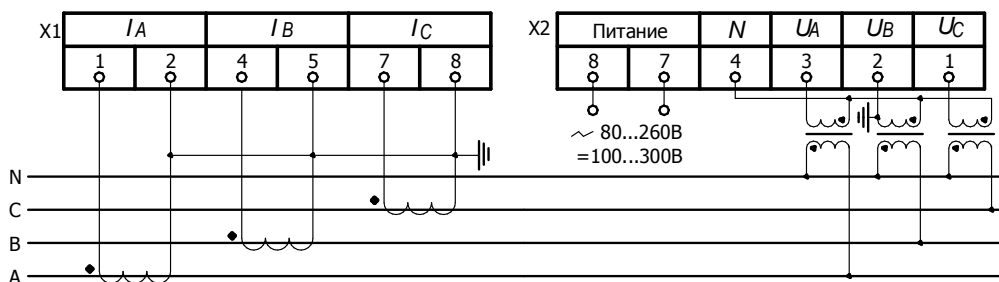 X1 IA IB IC X2 Питание N UA UB UC
1 2 4 5 7 8 8 7 4 3 2 1
~ 80...260В
=100...300В
N
C
B
A